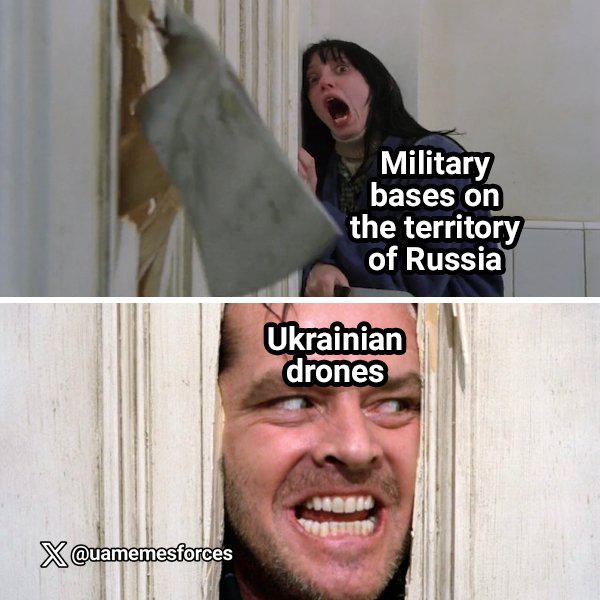 Military
bases on
the territory
of Russia
Ukrainian
drones
X @uamemesforces